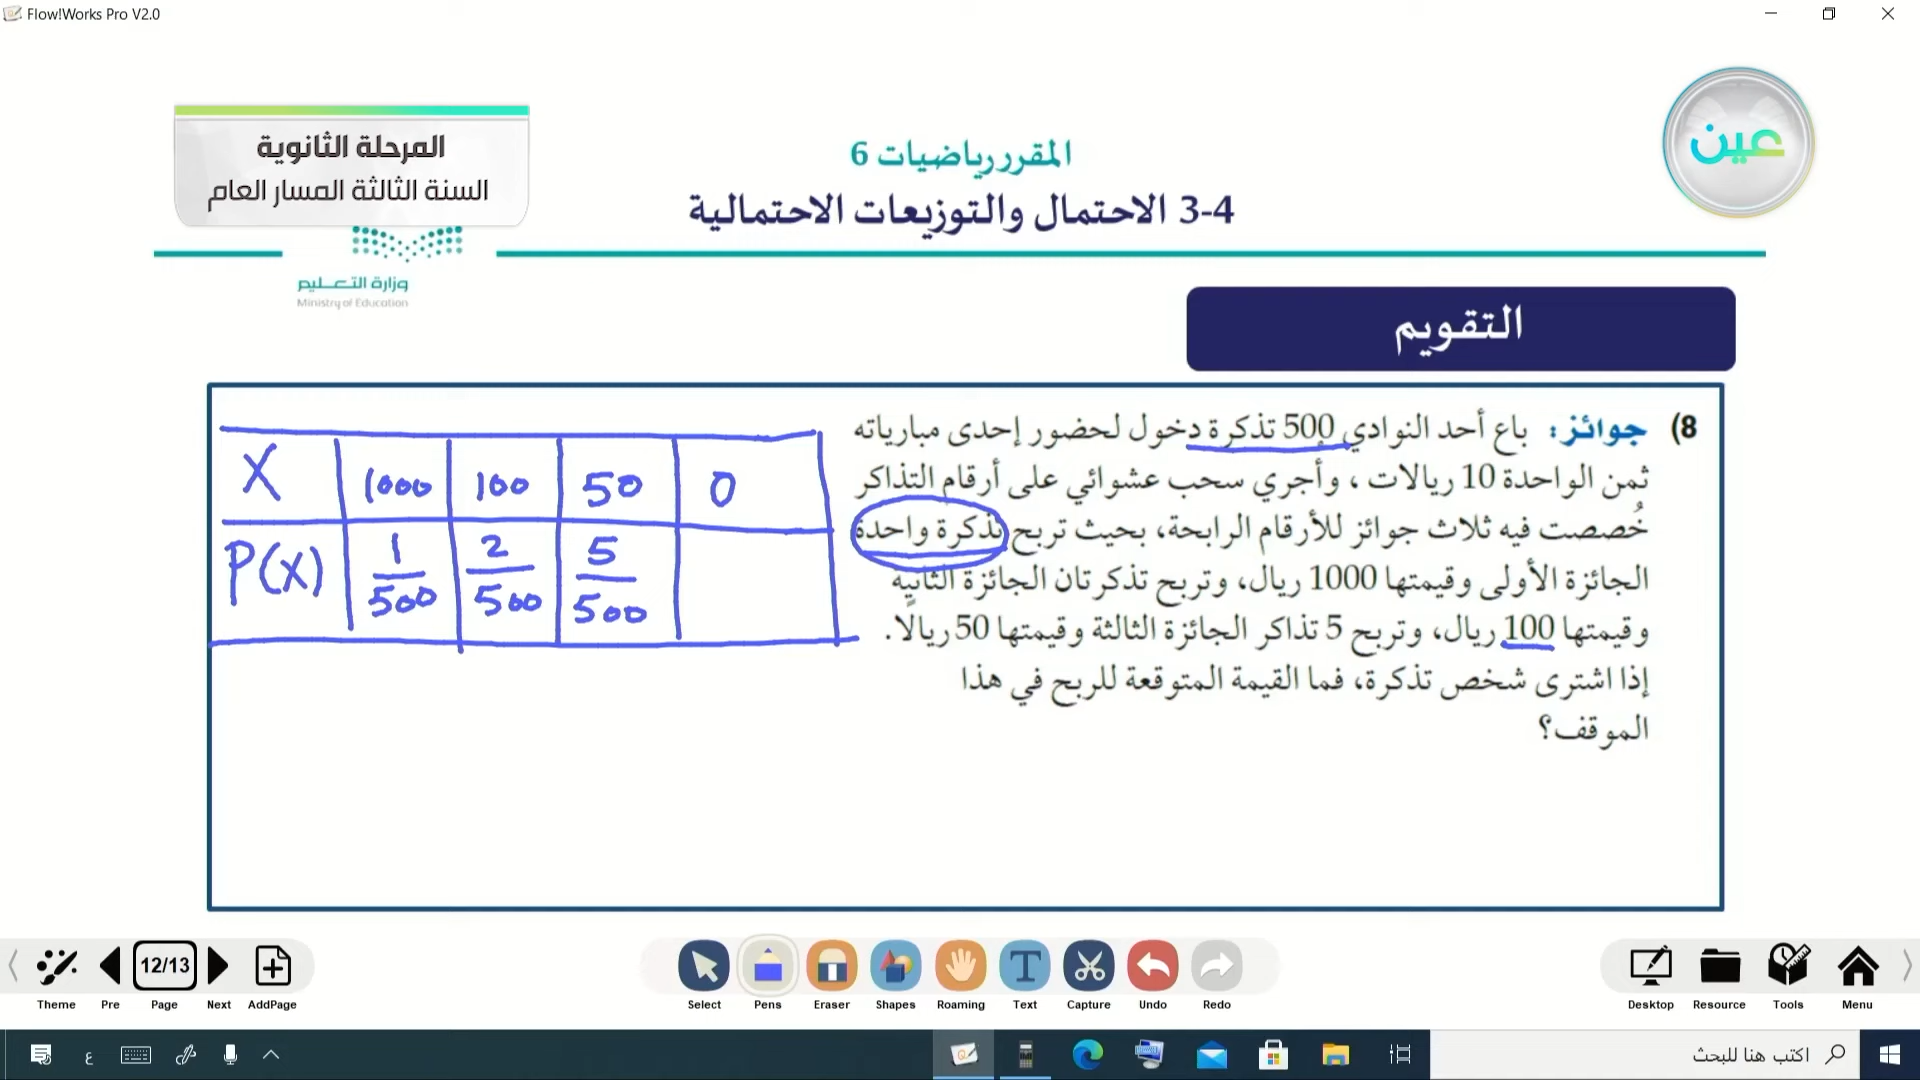 Flow!Works Pro V2.0
المرحلة الثانوية
السنة الثالثة المسار العام
المقرر رياضيات 6
3-4 الاحتمال والتوزيعات الاحتمالية
عين
وزارة التعليم
Ministry of Education
التقويم
8) جوائز: باع أحد النوادي 500 تذكرة دخول لحضور إحدى مبارياته
ثمن الواحدة 10 ريالات ، وأجري سحب عشوائي على أرقام التذاكر
خُصصت فيه ثلاث جوائز للأرقام الرابحة، بحيث تربح تذكرة واحدة
الجائزة الأولى وقيمتها 1000 ريال، وتربح تذكرتان الجائزة الثانية
وقيمتها 100 ريال، وتربح 5 تذاكر الجائزة الثالثة وقيمتها 50 ريالًا.
إذا اشترى شخص تذكرة، فما القيمة المتوقعة للربح في هذا
الموقف؟
X 1000 100 50 0
P(X) 1/500 2/500 5/500
12/13
Theme Pre Page Next AddPage
Select Pens Eraser Shapes Roaming Text Capture Undo Redo
Desktop Resource Tools Menu
ع
اكتب هنا للبحث